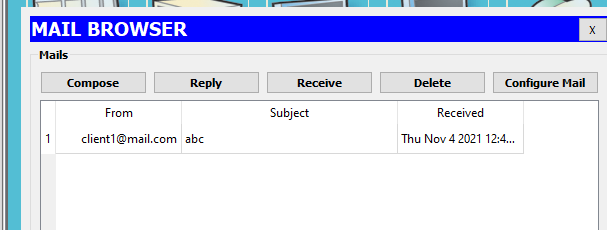 MAIL BROWSER
X
Mails
Compose Reply Receive Delete Configure Mail
From Subject Received
1 client1@mail.com abc Thu Nov 4 2021 12:4...